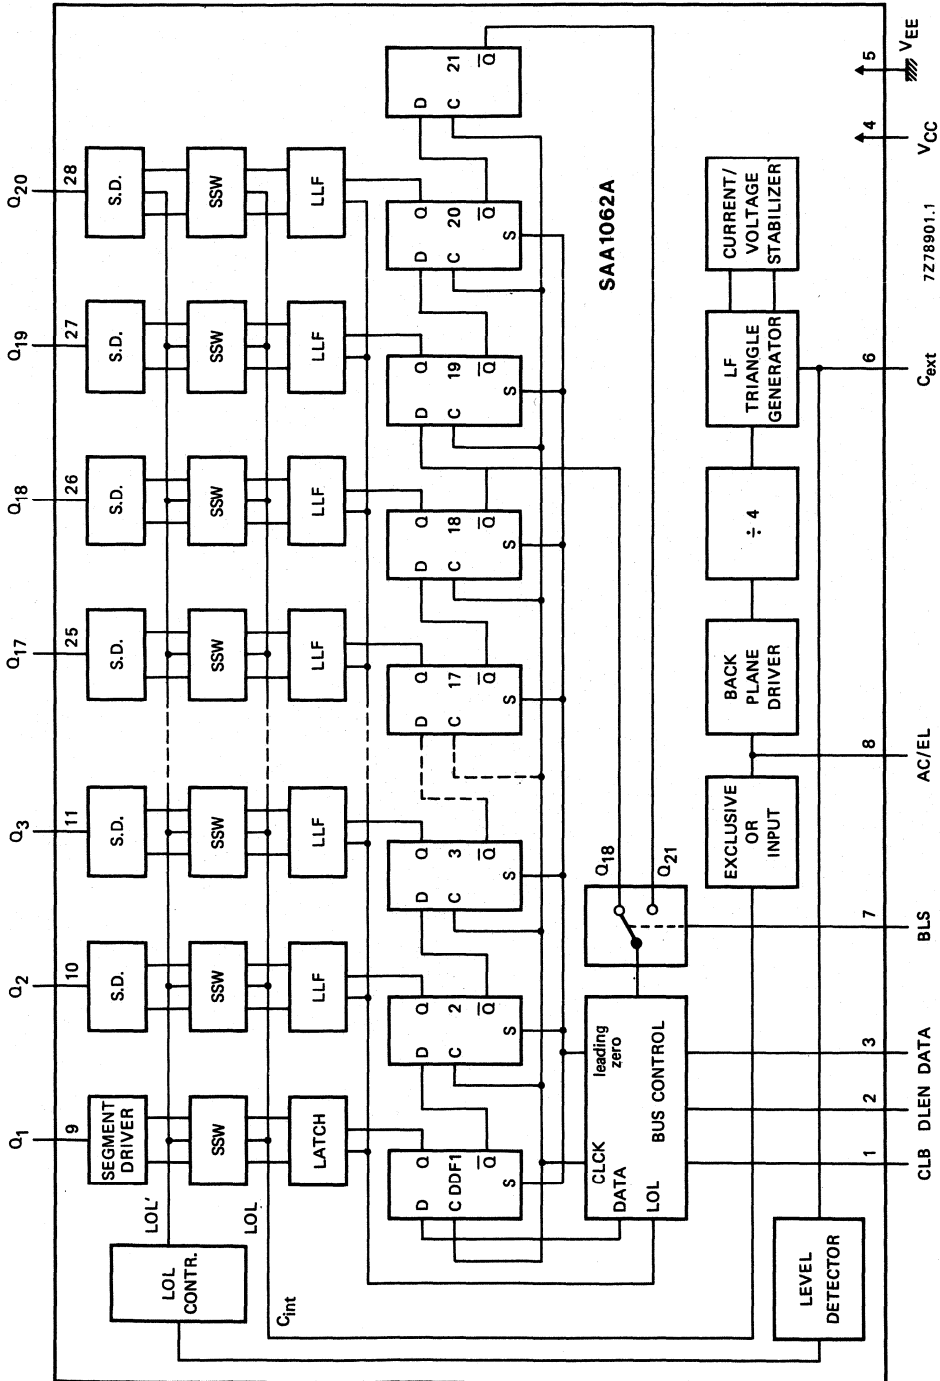 Q1 Q2 Q3 Q17 Q18 Q19 Q20
9 10 11 25 26 27 28
SEGMENT
DRIVER
S.D.
S.D.
S.D.
S.D.
S.D.
S.D.
LOL'
LOL
CONTR.
SSW
SSW
SSW
SSW
SSW
SSW
SSW
LOL
Cint
LATCH
LLF
LLF
LLF
LLF
LLF
LLF
D Q
C DDF1 Q̅
S
D Q
C 2 Q̅
S
D Q
C 3 Q̅
S
D Q
C 17 Q̅
S
D Q
C 18 Q̅
S
D Q
C 19 Q̅
S
D Q
C 20 Q̅
S
D
C 21
Q̅
SAA1062A
CLCK
leading
zero
DATA
LOL
BUS CONTROL
Q18
Q21
EXCLUSIVE
OR
INPUT
BACK
PLANE
DRIVER
÷ 4
LF
TRIANGLE
GENERATOR
CURRENT/
VOLTAGE
STABILIZER
LEVEL
DETECTOR
1 2 3 7 8 6 4 5
CLB DLEN DATA BLS AC/EL Cext VCC VEE
7Z78901.1